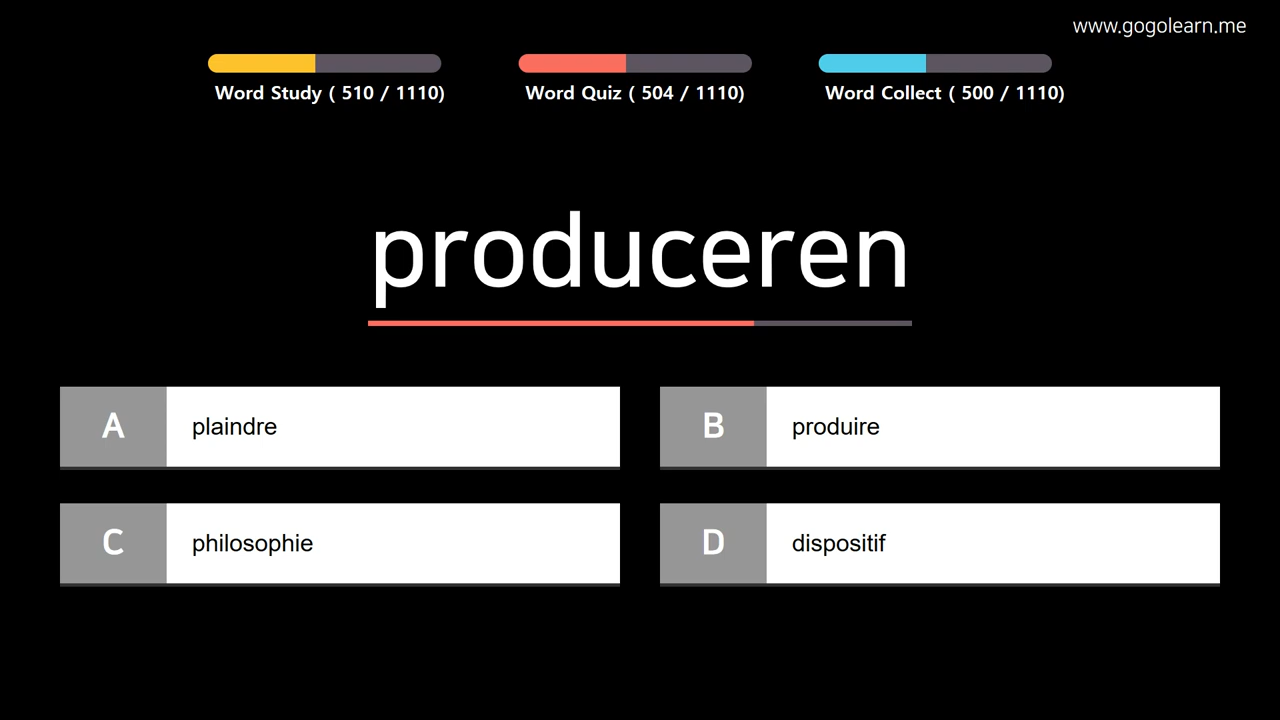 www.gogolearn.me
Word Study ( 510 / 1110)
Word Quiz ( 504 / 1110)
Word Collect ( 500 / 1110)
produceren
A
plaindre
B
produire
C
philosophie
D
dispositif